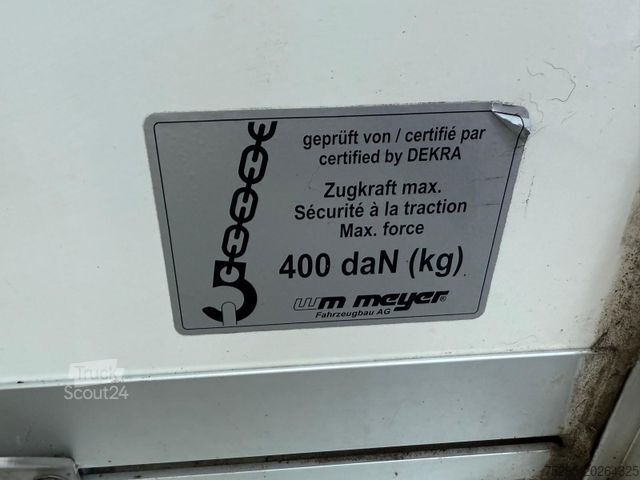 geprüft von / certifié par
certified by DEKRA
Zugkraft max.
Sécurité à la traction
Max. force
400 daN (kg)
wm meyer®
Fahrzeugbau AG
Truck
Scout24